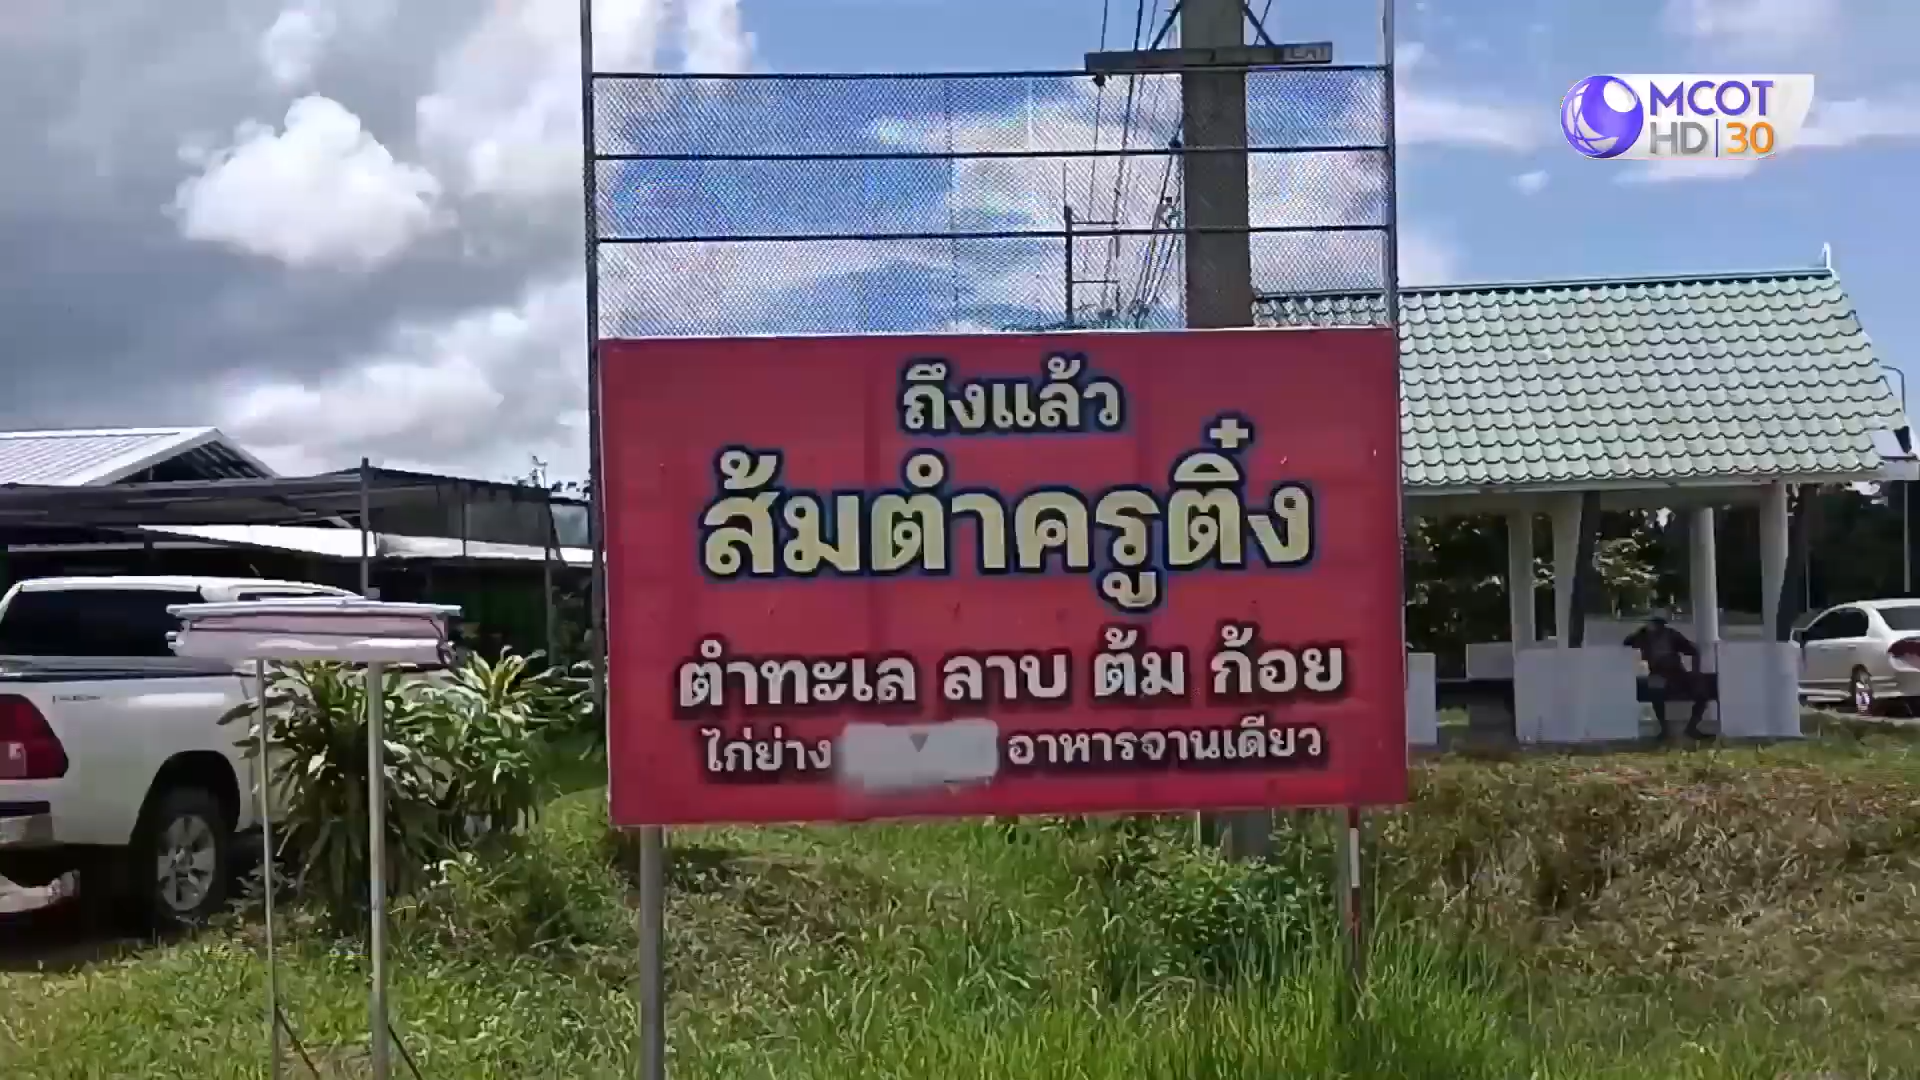 MCOT
HD 30
ถึงแล้ว
ส้มตำครูติ๋ง
ตำทะเล ลาบ ต้ม ก้อย
ไก่ย่าง อาหารจานเดียว